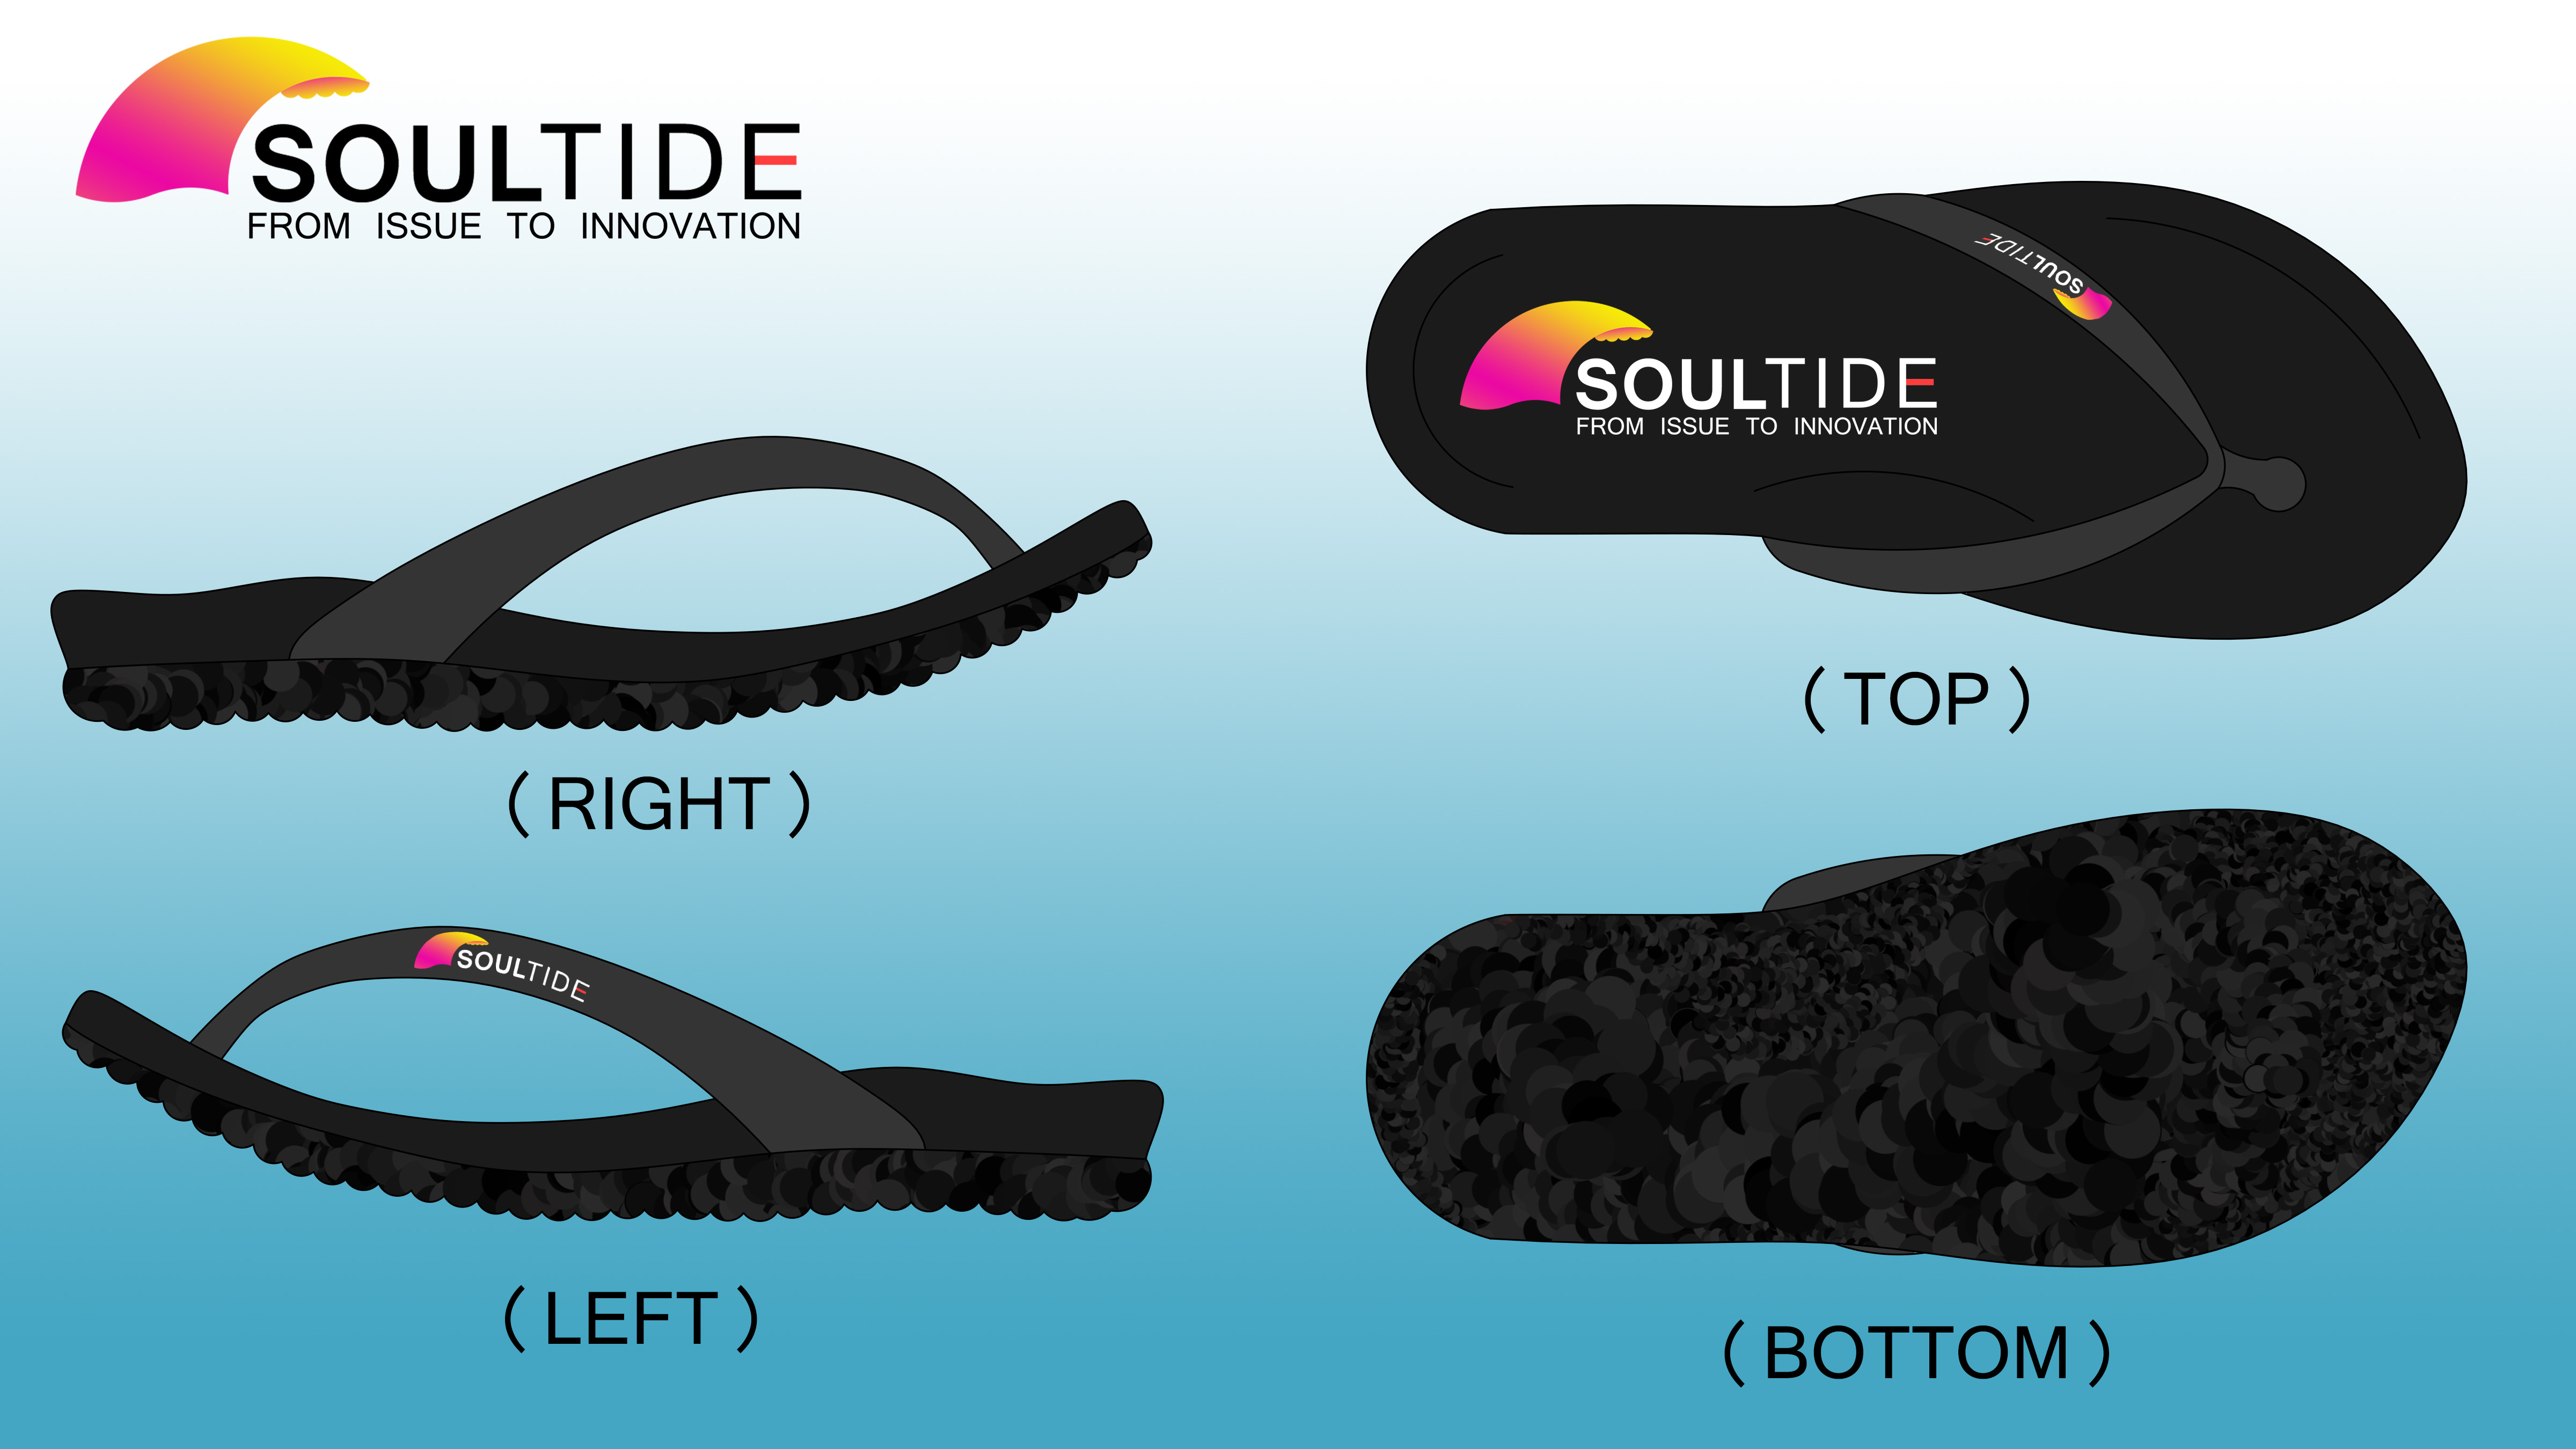 SOULTIDE
FROM ISSUE TO INNOVATION
SOULTIDE
SOULTIDE
FROM ISSUE TO INNOVATION
(TOP)
(RIGHT)
SOULTIDE
(LEFT)
(BOTTOM)